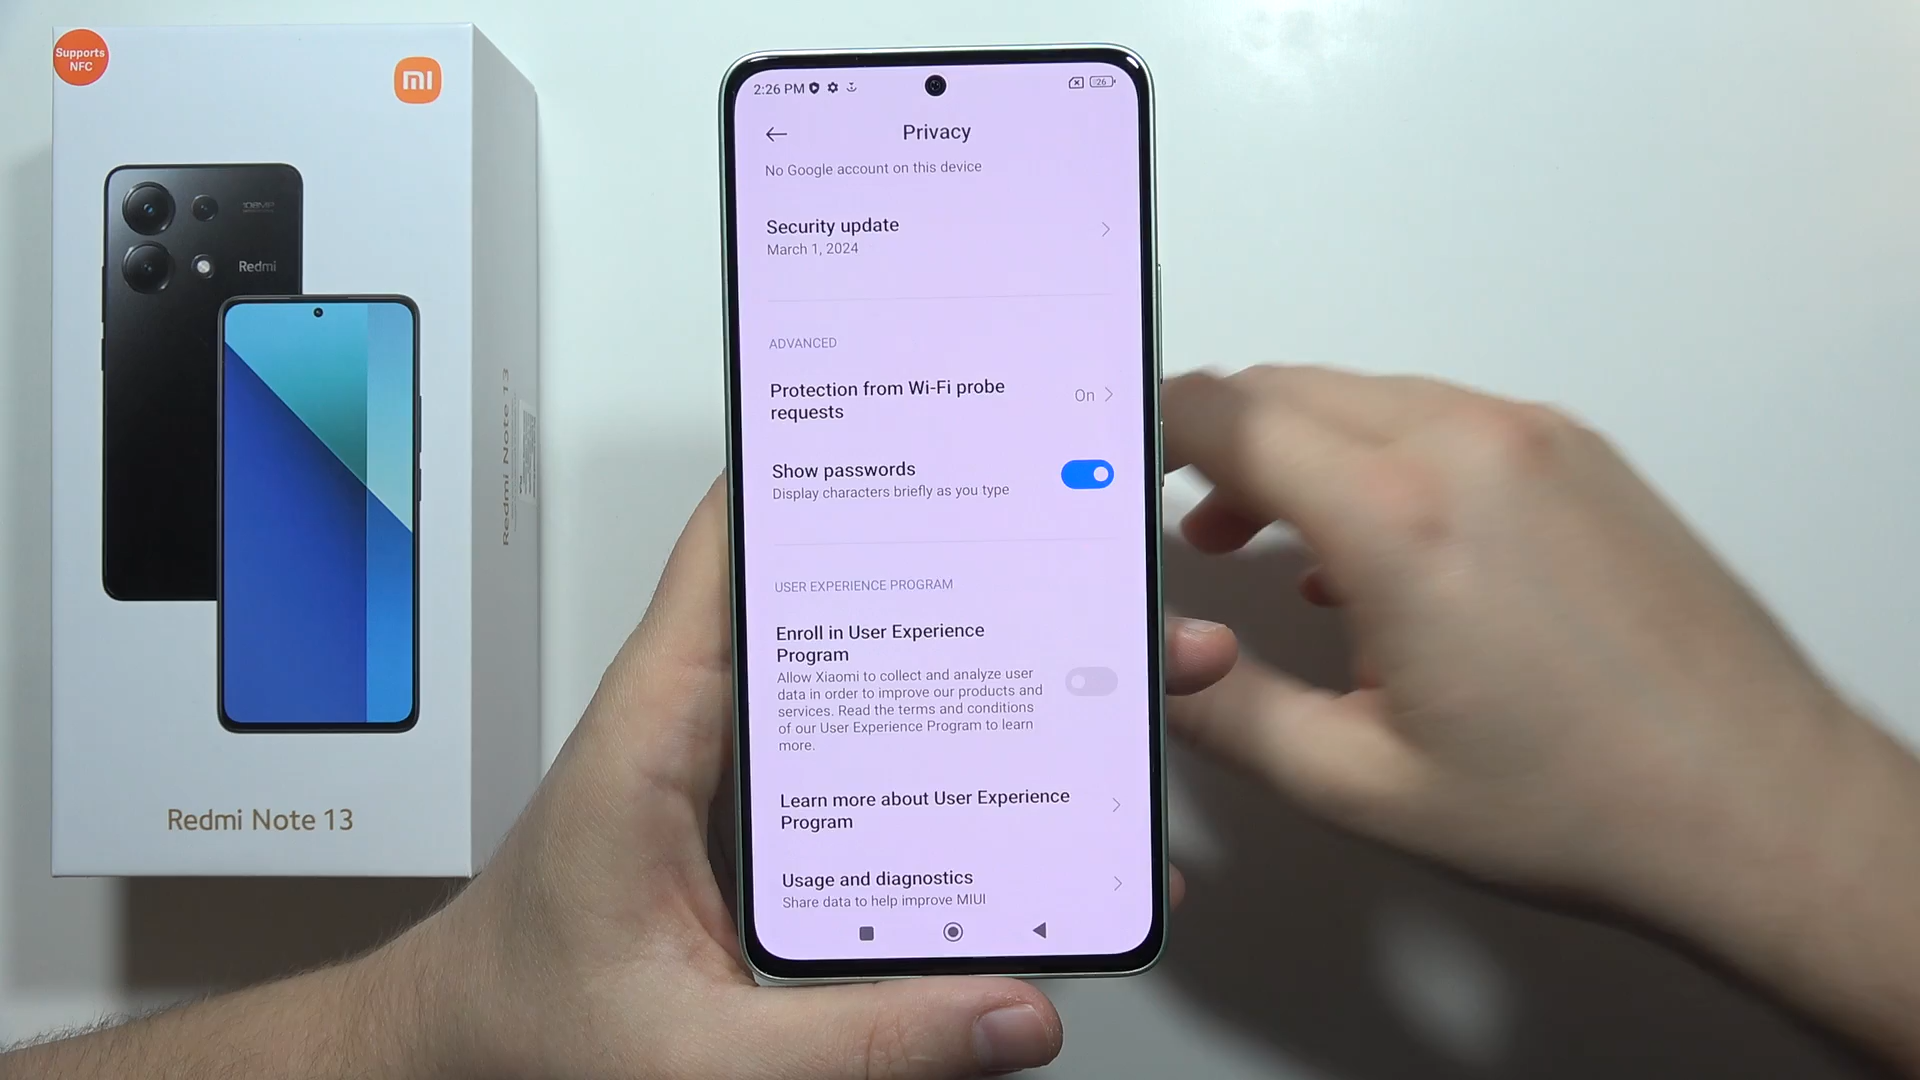 Supports
NFC
mi
108MP
Redmi
Redmi Note 13
Redmi Note 13
2:26 PM
26
Privacy
No Google account on this device
Security update
March 1, 2024
ADVANCED
Protection from Wi-Fi probe
requests
On
Show passwords
Display characters briefly as you type
USER EXPERIENCE PROGRAM
Enroll in User Experience
Program
Allow Xiaomi to collect and analyze user
data in order to improve our products and
services. Read the terms and conditions
of our User Experience Program to learn
more.
Learn more about User Experience
Program
Usage and diagnostics
Share data to help improve MIUI